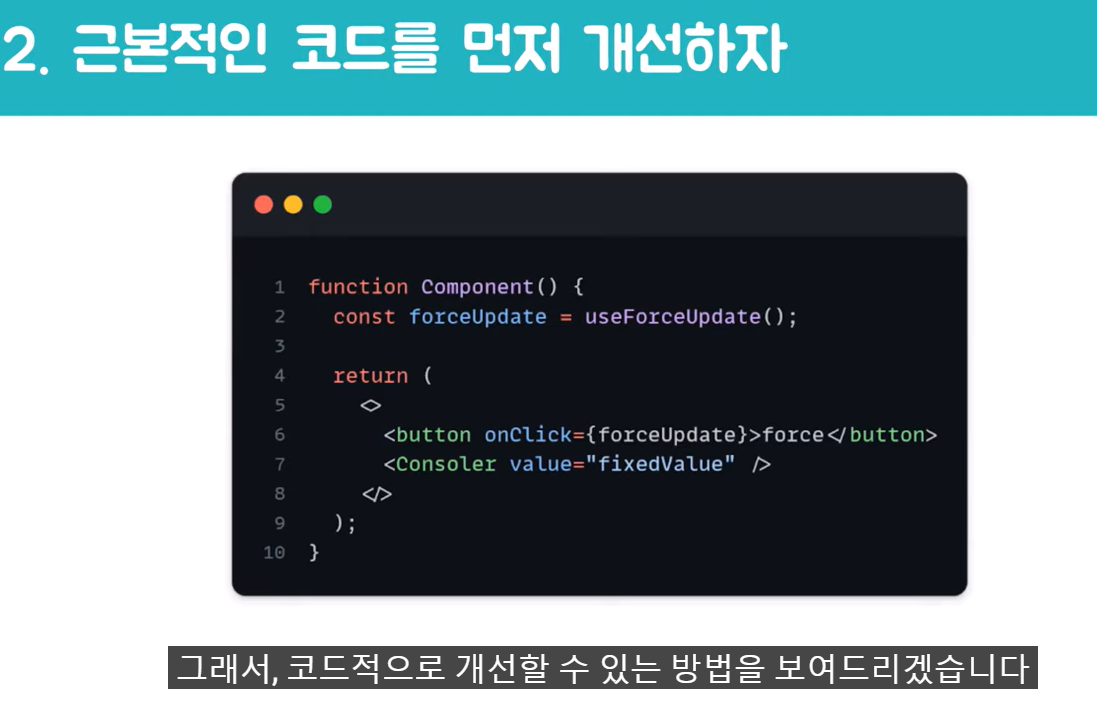 2. 근본적인 코드를 먼저 개선하자
1 function Component() {
2   const forceUpdate = useForceUpdate();
3
4   return (
5     <>
6       <button onClick={forceUpdate}>force</button>
7       <Consoler value="fixedValue" />
8     </>
9   );
10 }
그래서, 코드적으로 개선할 수 있는 방법을 보여드리겠습니다